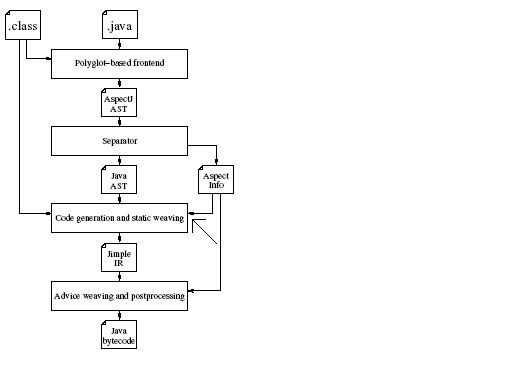 .class
.java
Polyglot-based frontend
AspectJ
AST
Separator
Java
AST
Aspect
Info
Code generation and static weaving
Jimple
IR
Advice weaving and postprocessing
Java
bytecode